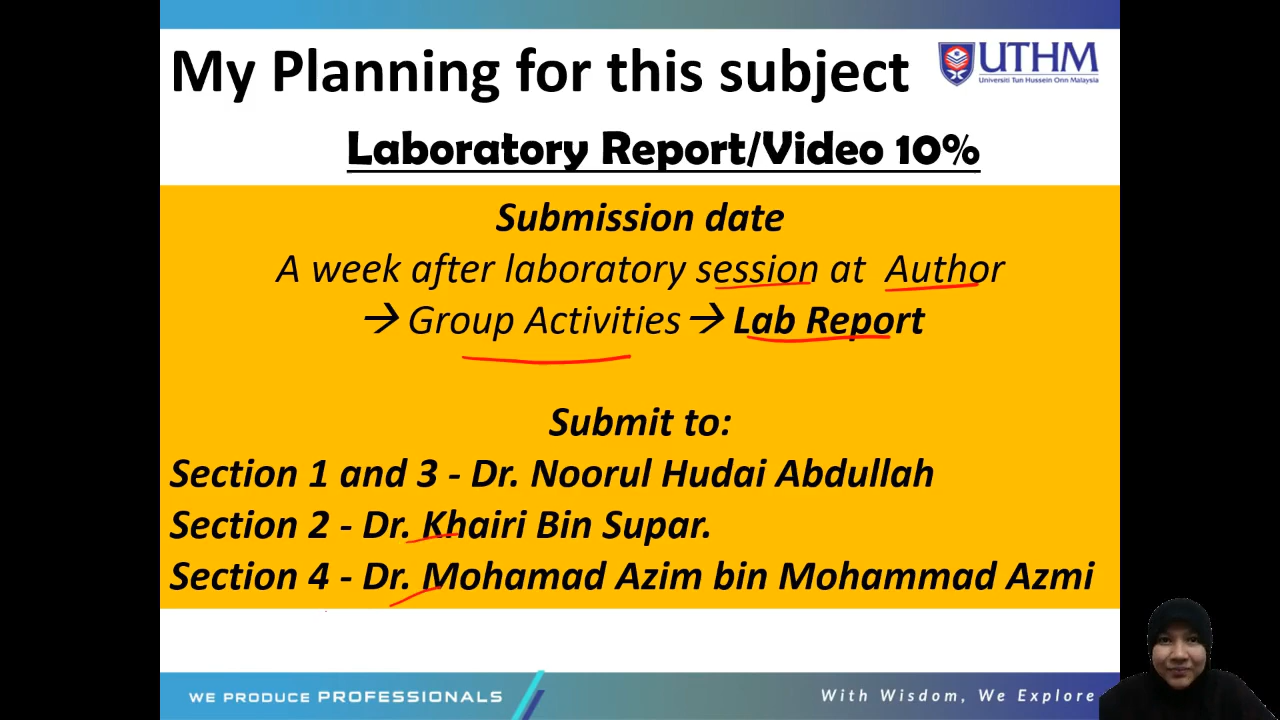 My Planning for this subject
UTHM
Universiti Tun Hussein Onn Malaysia
Laboratory Report/Video 10%
Submission date
A week after laboratory session at Author
→ Group Activities → Lab Report
Submit to:
Section 1 and 3 - Dr. Noorul Hudai Abdullah
Section 2 - Dr. Khairi Bin Supar.
Section 4 - Dr. Mohamad Azim bin Mohammad Azmi
WE PRODUCE PROFESSIONALS
With Wisdom, We Explore